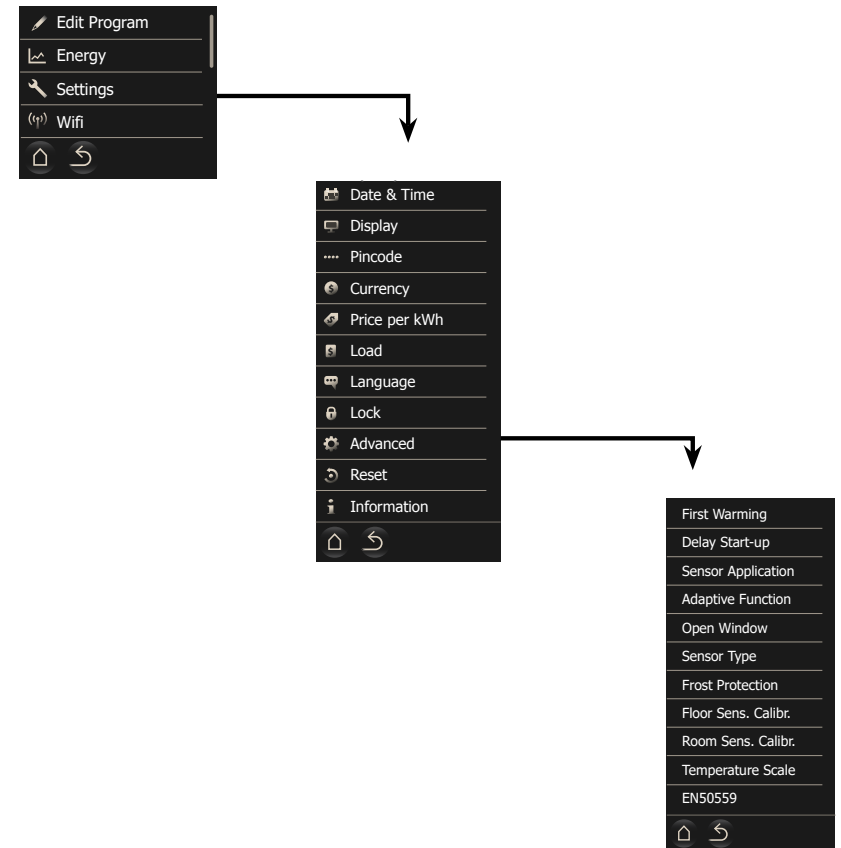 Edit Program
Energy
Settings
Wifi
Date & Time
Display
Pincode
Currency
Price per kWh
Load
Language
Lock
Advanced
Reset
Information
First Warming
Delay Start-up
Sensor Application
Adaptive Function
Open Window
Sensor Type
Frost Protection
Floor Sens. Calibr.
Room Sens. Calibr.
Temperature Scale
EN50559